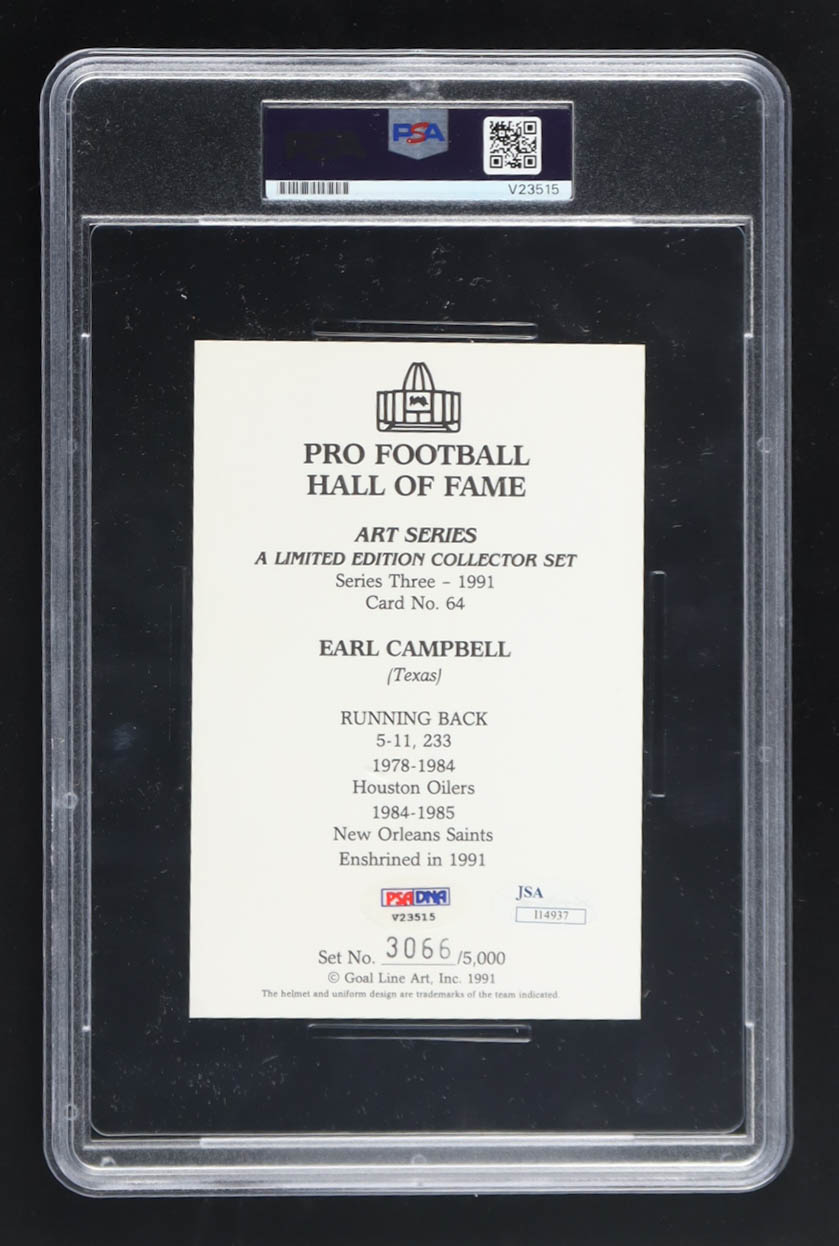 PSA
V23515
PRO FOOTBALL
HALL OF FAME
ART SERIES
A LIMITED EDITION COLLECTOR SET
Series Three - 1991
Card No. 64
EARL CAMPBELL
(Texas)
RUNNING BACK
5-11, 233
1978-1984
Houston Oilers
1984-1985
New Orleans Saints
Enshrined in 1991
PSA/DNA
V23515
JSA
I14937
Set No. 3066 /5,000
© Goal Line Art, Inc. 1991
The helmet and uniform design are trademarks of the team indicated.